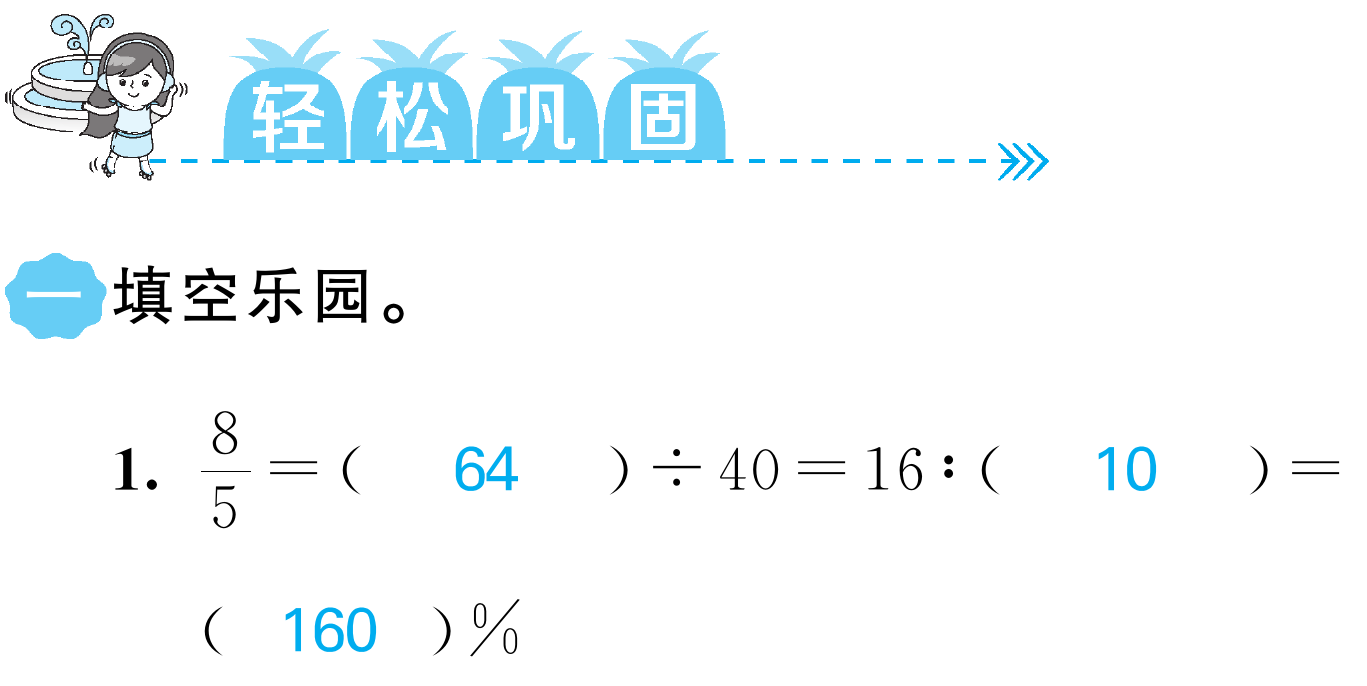 轻松巩固
一 填空乐园。
1. 8/5=( 64 )÷40=16:( 10 )=
( 160 )%